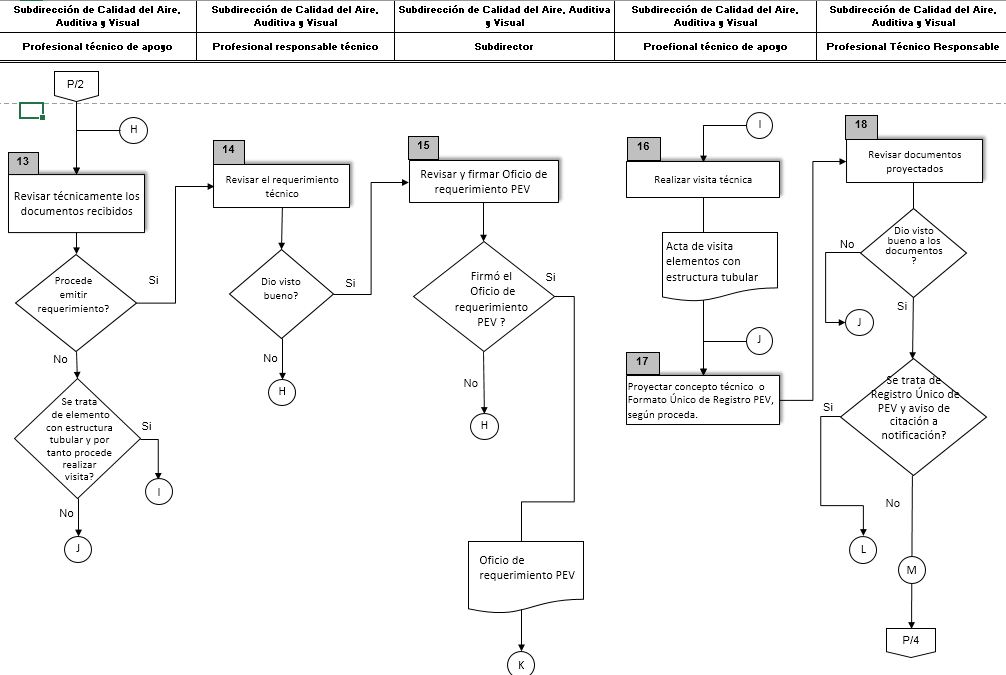 Subdirección de Calidad del Aire,
Auditiva y Visual
Profesional técnico de apogo
Subdirección de Calidad del Aire,
Auditiva y Visual
Profesional responsable técnico
Subdirección de Calidad del Aire, Auditiva
y Visual
Subdirector
Subdirección de Calidad del Aire,
Auditiva y Visual
Proefional técnico de apogo
Subdirección de Calidad del Aire,
Auditiva y Visual
Profesional Técnico Responsable
P/2
H
13
Revisar técnicamente los
documentos recibidos
Procede
emitir
requerimiento?
Si
No
Se trata
de elemento
con estructura
tubular y por
tanto procede
realizar
visita?
Si
I
No
J
14
Revisar el requerimiento
técnico
Dio visto
bueno?
Si
No
H
15
Revisar y firmar Oficio de
requerimiento PEV
Firmó el
Oficio de
requerimiento
PEV ?
Si
No
H
Oficio de
requerimiento PEV
K
I
16
Realizar visita técnica
Acta de visita
elementos con
estructura tubular
J
17
Proyectar concepto técnico o
Formato Único de Registro PEV,
según proceda.
18
Revisar documentos
proyectados
Dio visto
bueno a los
documentos
?
No
J
Si
Se trata de
Registro Único de
PEV y aviso de
citación a
notificación?
Si
L
No
M
P/4